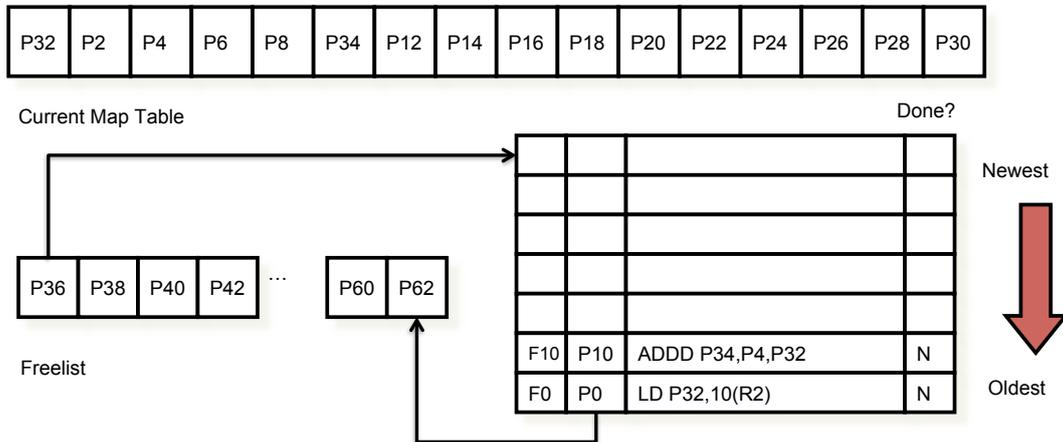 P32 P2 P4 P6 P8 P34 P12 P14 P16 P18 P20 P22 P24 P26 P28 P30
Current Map Table
Done?
Newest
P36 P38 P40 P42 ... P60 P62
Freelist
F10 P10 ADDD P34,P4,P32 N
F0 P0 LD P32,10(R2) N
Oldest